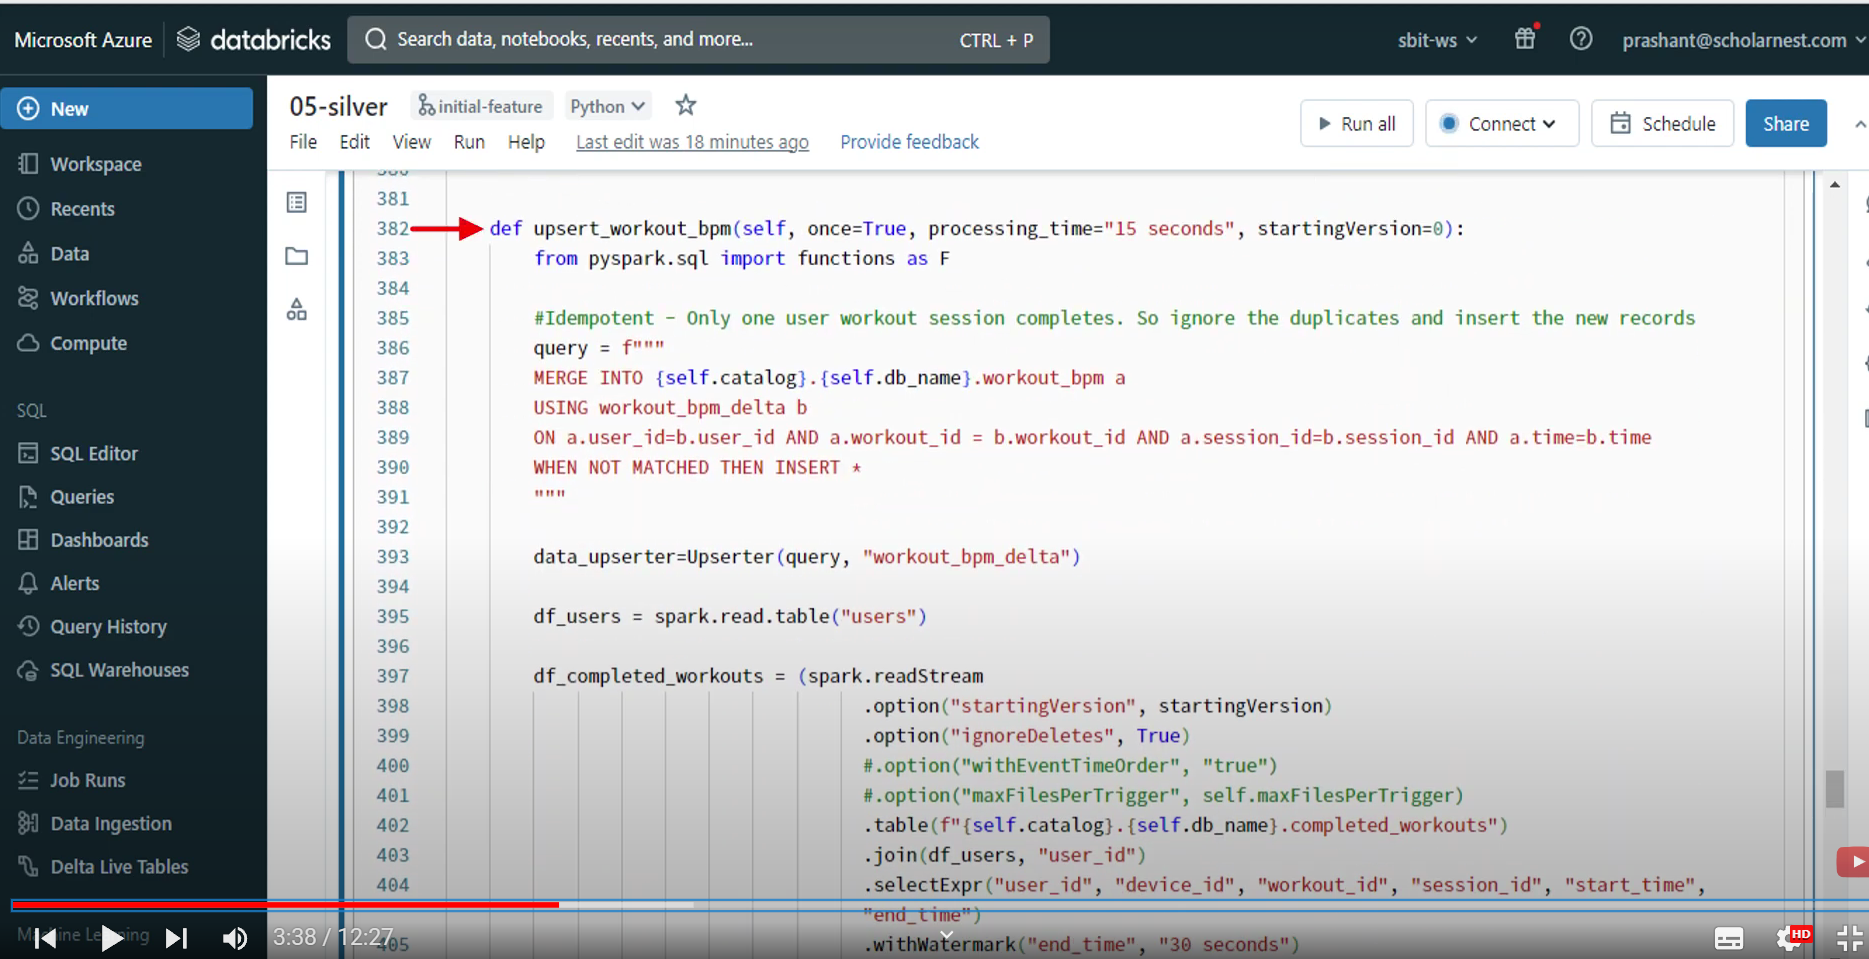 Microsoft Azure databricks Search data, notebooks, recents, and more... CTRL + P sbit-ws prashant@scholarnest.com
New
Workspace
Recents
Data
Workflows
Compute
SQL
SQL Editor
Queries
Dashboards
Alerts
Query History
SQL Warehouses
Data Engineering
Job Runs
Data Ingestion
Delta Live Tables
Machine Learning
05-silver initial-feature Python
File Edit View Run Help Last edit was 18 minutes ago Provide feedback
Run all Connect Schedule Share
380
381
382 def upsert_workout_bpm(self, once=True, processing_time="15 seconds", startingVersion=0):
383 from pyspark.sql import functions as F
384
385 #Idempotent - Only one user workout session completes. So ignore the duplicates and insert the new records
386 query = f"""
387 MERGE INTO {self.catalog}.{self.db_name}.workout_bpm a
388 USING workout_bpm_delta b
389 ON a.user_id=b.user_id AND a.workout_id = b.workout_id AND a.session_id=b.session_id AND a.time=b.time
390 WHEN NOT MATCHED THEN INSERT *
391 """
392
393 data_upserter=Upserter(query, "workout_bpm_delta")
394
395 df_users = spark.read.table("users")
396
397 df_completed_workouts = (spark.readStream
398 .option("startingVersion", startingVersion)
399 .option("ignoreDeletes", True)
400 #.option("withEventTimeOrder", "true")
401 #.option("maxFilesPerTrigger", self.maxFilesPerTrigger)
402 .table(f"{self.catalog}.{self.db_name}.completed_workouts")
403 .join(df_users, "user_id")
404 .selectExpr("user_id", "device_id", "workout_id", "session_id", "start_time",
"end_time")
405 .withWatermark("end_time", "30 seconds")
3:38 / 12:27
HD